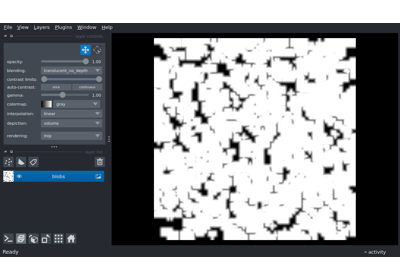 File View Layers Plugins Window Help
opacity: 1.00
blending: translucent_no_depth
contrast limits:
auto-contrast: once continuous
gamma: 1.00
colormap: gray
interpolation: linear
depiction: volume
rendering: mip
blobs
Ready
activity